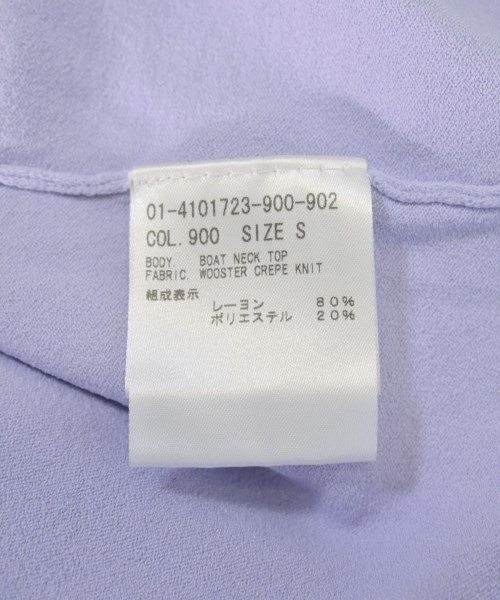 01-4101723-900-902
COL.900 SIZE S
BODY. BOAT NECK TOP
FABRIC. WOOSTER CREPE KNIT
組成表示
レーヨン 80%
ポリエステル 20%